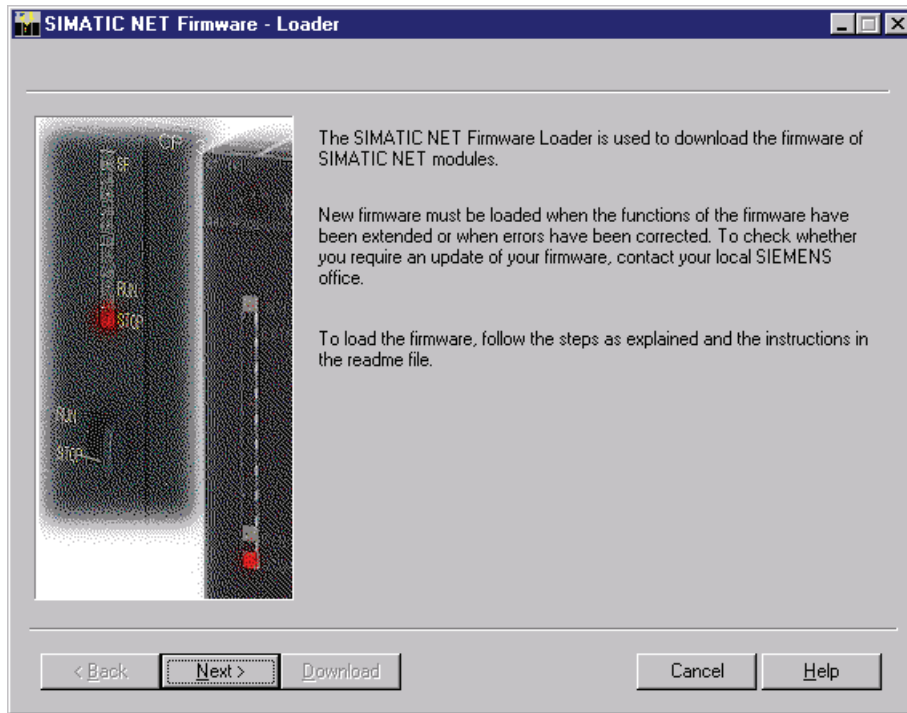 SIMATIC NET Firmware - Loader
CP 3
SF
RUN
STOP
RUN
STOP
The SIMATIC NET Firmware Loader is used to download the firmware of
SIMATIC NET modules.
New firmware must be loaded when the functions of the firmware have
been extended or when errors have been corrected. To check whether
you require an update of your firmware, contact your local SIEMENS
office.
To load the firmware, follow the steps as explained and the instructions in
the readme file.
< Back
Next >
Download
Cancel
Help